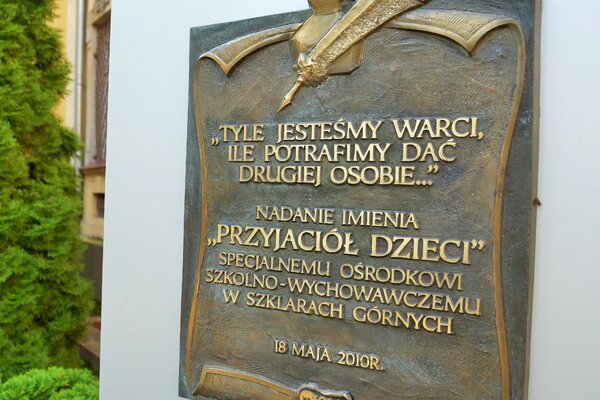 „TYLE JESTEŚMY WARCI,
ILE POTRAFIMY DAĆ
DRUGIEJ OSOBIE..."
NADANIE IMIENIA
„PRZYJACIÓŁ DZIECI"
SPECJALNEMU OŚRODKOWI
SZKOLNO-WYCHOWAWCZEMU
W SZKLARACH GÓRNYCH
18 MAJA 2010R.